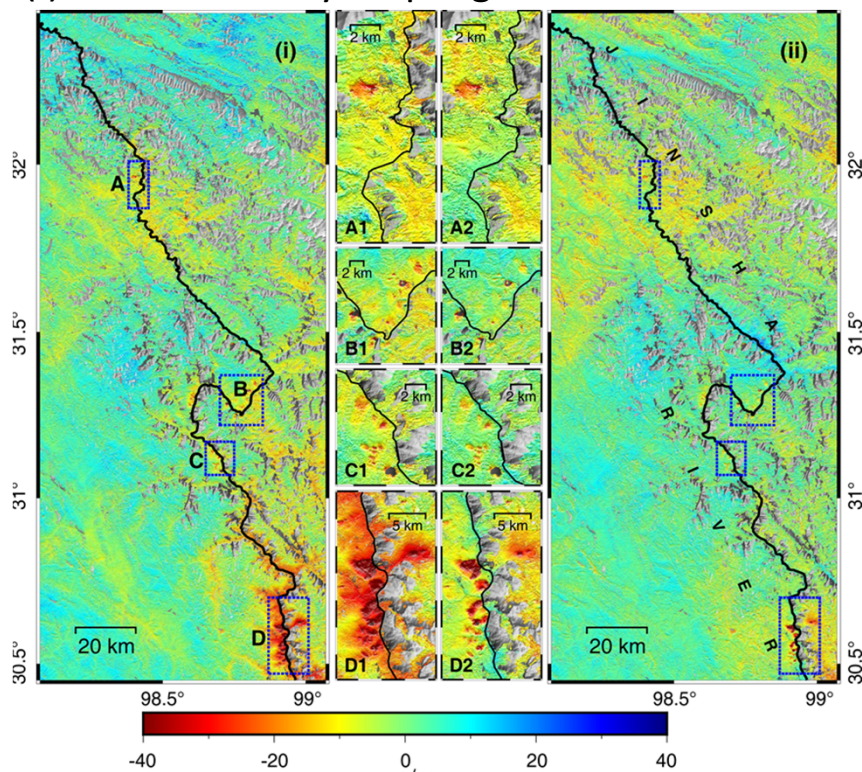 (i)
(ii)
A
B
C
D
20 km
2 km
A1
2 km
A2
2 km
B1
2 km
B2
2 km
C1
2 km
C2
5 km
D1
5 km
D2
J I N S H A
R I V E R
20 km
32°
31.5°
31°
30.5°
32°
31.5°
31°
30.5°
98.5°
99°
98.5°
99°
-40
-20
0
20
40